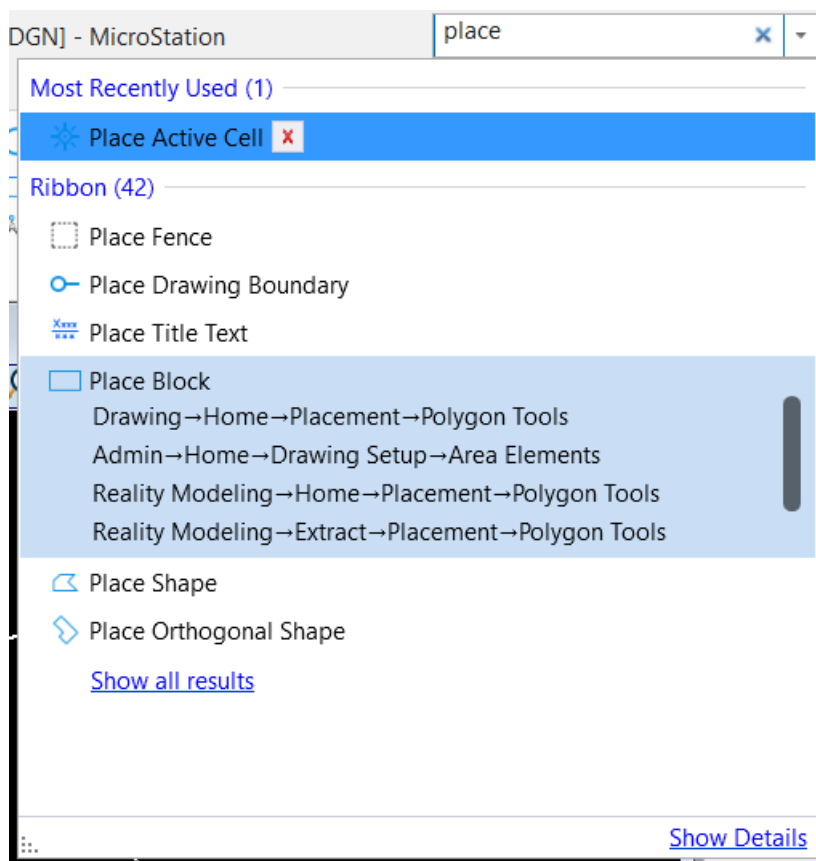 DGN] - MicroStation
place
Most Recently Used (1)
Place Active Cell
Ribbon (42)
Place Fence
Place Drawing Boundary
Place Title Text
Place Block
Drawing→Home→Placement→Polygon Tools
Admin→Home→Drawing Setup→Area Elements
Reality Modeling→Home→Placement→Polygon Tools
Reality Modeling→Extract→Placement→Polygon Tools
Place Shape
Place Orthogonal Shape
Show all results
Show Details